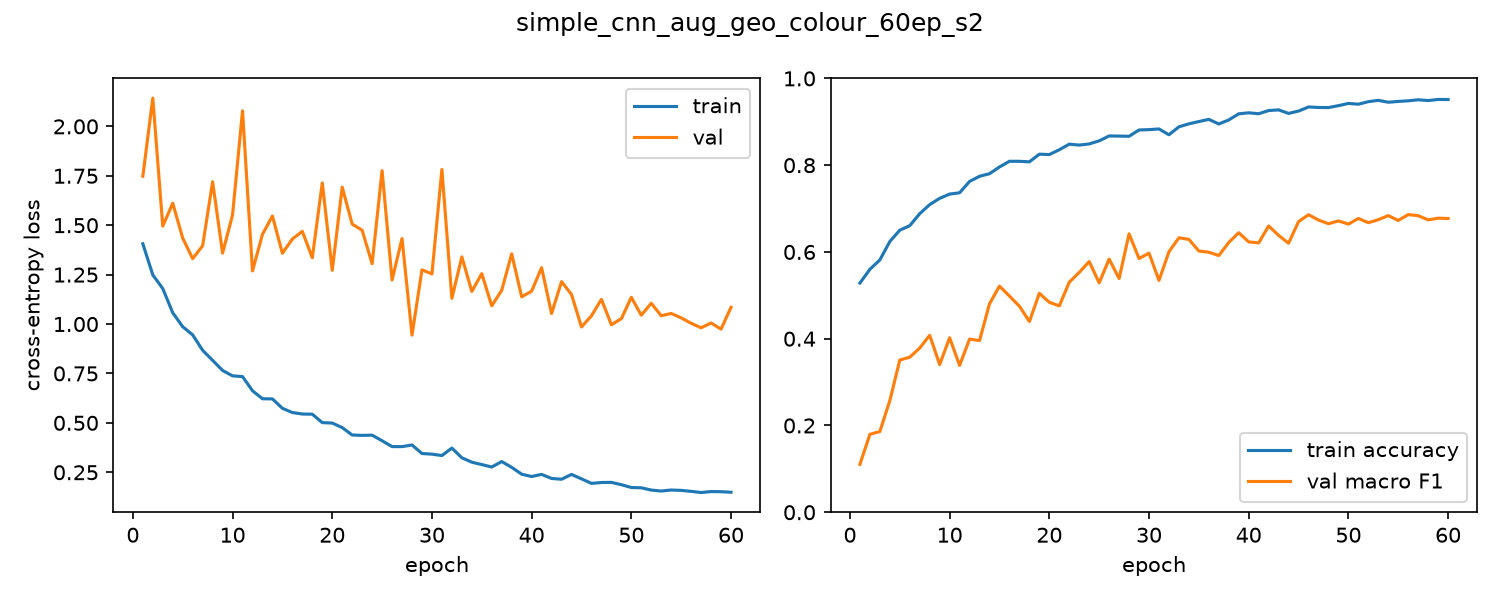 simple_cnn_aug_geo_colour_60ep_s2
cross-entropy loss
2.00
1.75
1.50
1.25
1.00
0.75
0.50
0.25
train
val
0 10 20 30 40 50 60
epoch
1.0
0.8
0.6
0.4
0.2
0.0
train accuracy
val macro F1
0 10 20 30 40 50 60
epoch